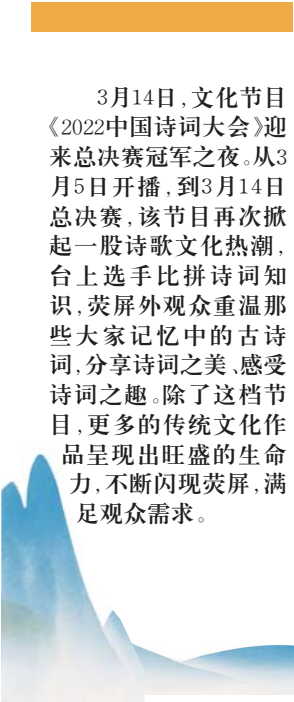 3月14日,文化节目
《2022中国诗词大会》迎
来总决赛冠军之夜。从3
月5日开播,到3月14日
总决赛,该节目再次掀
起一股诗歌文化热潮,
台上选手比拼诗词知
识,荧屏外观众重温那
些大家记忆中的古诗
词,分享诗词之美、感受
诗词之趣。除了这档节
目,更多的传统文化作
品呈现出旺盛的生命
力,不断闪现荧屏,满
足观众需求。